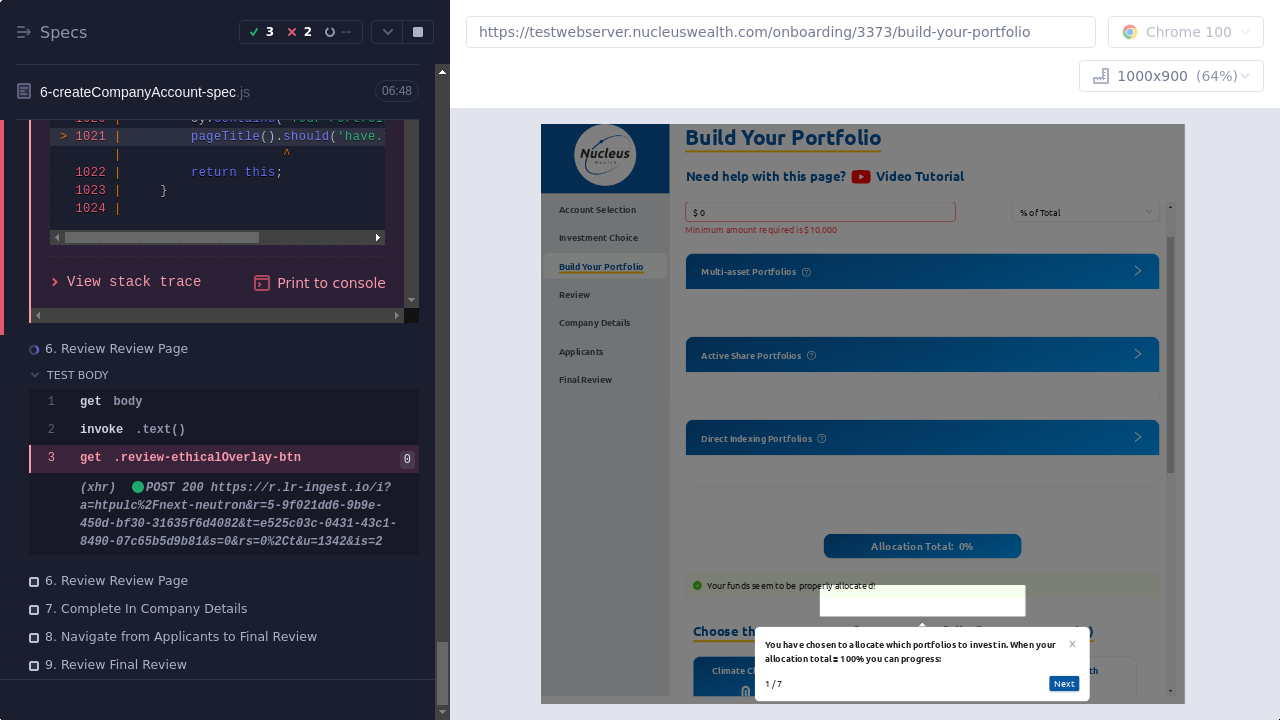 Specs
3
2
--
6-createCompanyAccount-spec.js
06:48
> 1021 | pageTitle().should('have.
| ^
1022 | return this;
1023 | }
1024 |
View stack trace
Print to console
6. Review Review Page
TEST BODY
1 get body
2 invoke .text()
3 get .review-ethicalOverlay-btn 0
(xhr) POST 200 https://r.lr-ingest.io/i?
a=htpulc%2Fnext-neutron&r=5-9f021dd6-9b9e-
450d-bf30-31635f6d4082&t=e525c03c-0431-43c1-
8490-07c65b5d9b81&s=0&rs=0%2Ct&u=1342&is=2
6. Review Review Page
7. Complete In Company Details
8. Navigate from Applicants to Final Review
9. Review Final Review
https://testwebserver.nucleuswealth.com/onboarding/3373/build-your-portfolio
Chrome 100
1000x900 (64%)
Nucleus
Wealth
Account Selection
Investment Choice
Build Your Portfolio
Review
Company Details
Applicants
Final Review
Build Your Portfolio
Need help with this page? Video Tutorial
$ 0
% of Total
Minimum amount required is $ 10,000
Multi-asset Portfolios
Active Share Portfolios
Direct Indexing Portfolios
Allocation Total: 0%
Your funds seem to be properly allocated!
Choose th
Climate Cl
You have chosen to allocate which portfolios to invest in. When your
allocation total = 100% you can progress:
1 / 7
Next